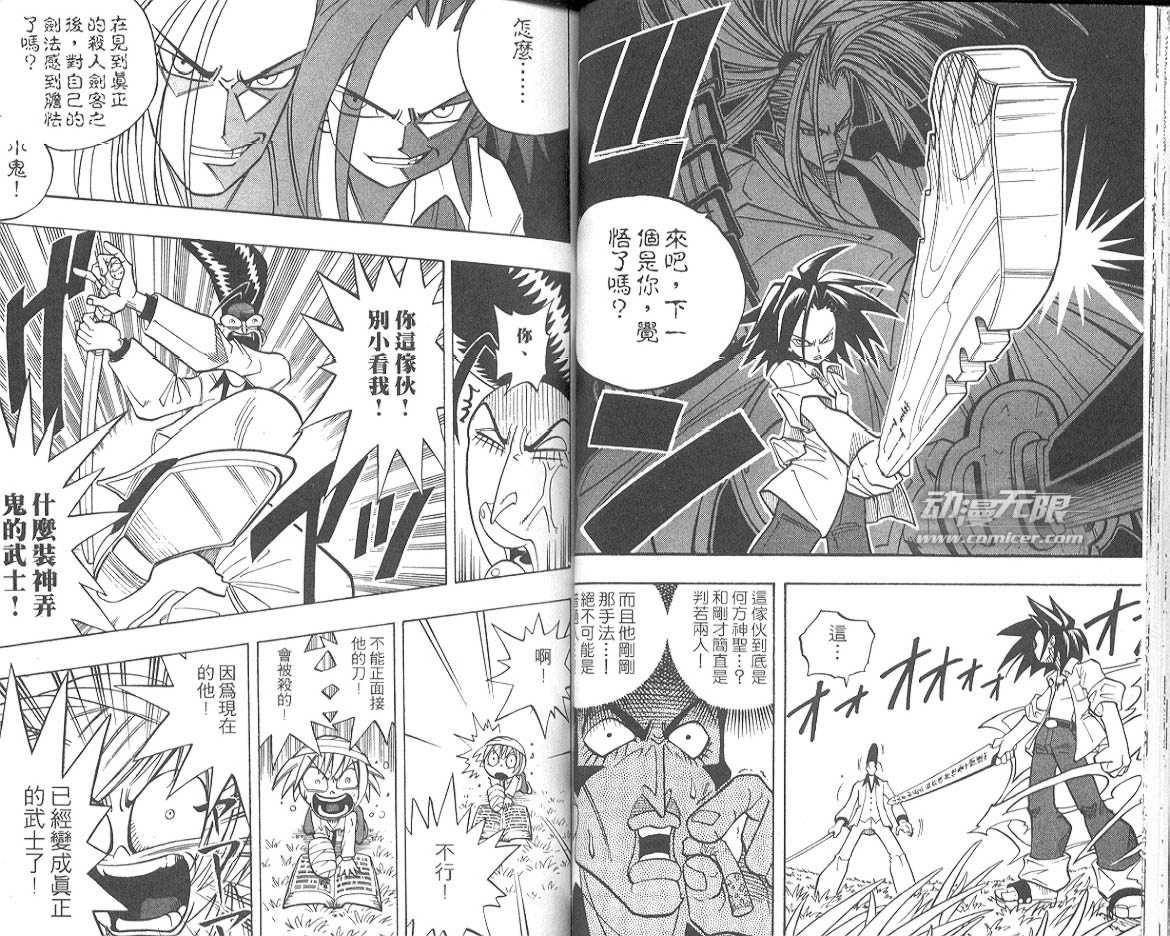 來吧，下一
個是你，覺
悟了嗎？
动漫无限
www.comicer.com
這…
這傢伙到底是
何方神聖…？
和剛才簡直是
判若兩人！
而且他剛剛
那手法…！
絕不可能是
怎麼……
在見到眞正
的殺人劍客之
後，對自己的
劍法感到膽怯
了嗎？
小鬼！
你、
你這傢伙！
別小看我！
什麼裝神弄
鬼的武士！
啊
不行！
不能正面接
他的刀！
會被殺的！
因爲現在
的他！
已經變成眞正
的武士了！